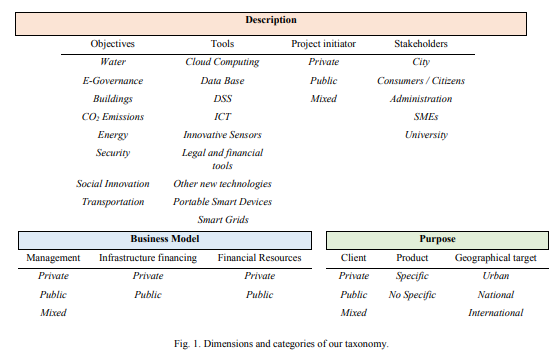 Description
Objectives Tools Project initiator Stakeholders
Water Cloud Computing Private City
E-Governance Data Base Public Consumers / Citizens
Buildings DSS Mixed Administration
CO2 Emissions ICT SMEs
Energy Innovative Sensors University
Security Legal and financial
tools
Social Innovation Other new technologies
Transportation Portable Smart Devices
Smart Grids
Business Model Purpose
Management Infrastructure financing Financial Resources Client Product Geographical target
Private Private Private Private Specific Urban
Public Public Public Public No Specific National
Mixed Mixed International
Fig. 1. Dimensions and categories of our taxonomy.